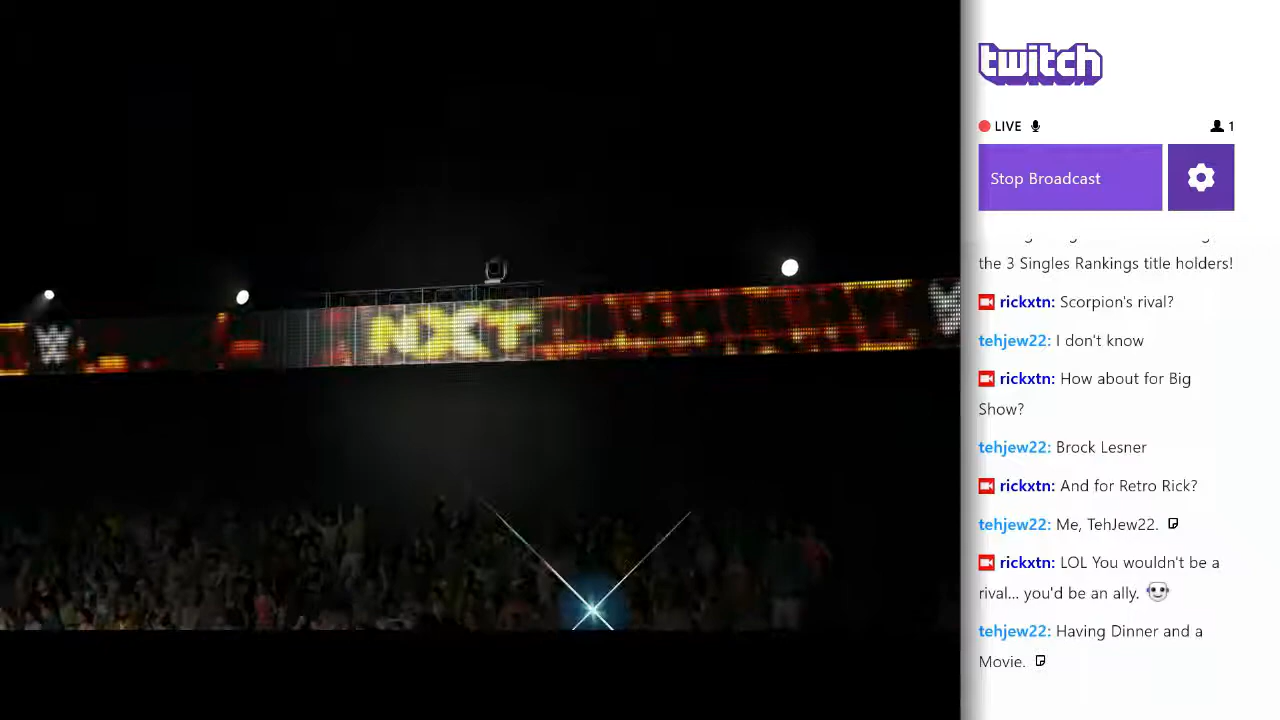 NXT
twitch
LIVE 1
Stop Broadcast
the 3 Singles Rankings title holders!
rickxtn: Scorpion's rival?
tehjew22: I don't know
rickxtn: How about for Big
Show?
tehjew22: Brock Lesner
rickxtn: And for Retro Rick?
tehjew22: Me, TehJew22.
rickxtn: LOL You wouldn't be a
rival... you'd be an ally.
tehjew22: Having Dinner and a
Movie.